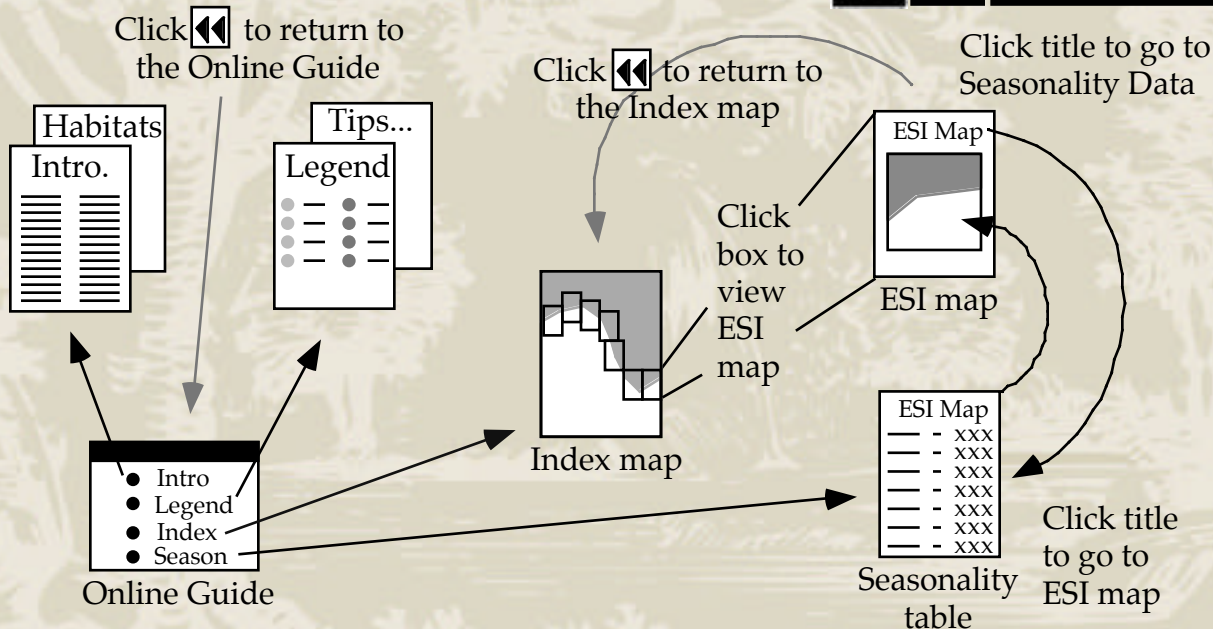 Click to return to
the Online Guide
Click to return to
the Index map
Click title to go to
Seasonality Data
Habitats
Intro.
Tips...
Legend
ESI Map
Click
box to
view
ESI
map
ESI map
Index map
Intro
Legend
Index
Season
Online Guide
ESI Map
xxx
xxx
xxx
xxx
xxx
xxx
xxx
Seasonality
table
Click title
to go to
ESI map